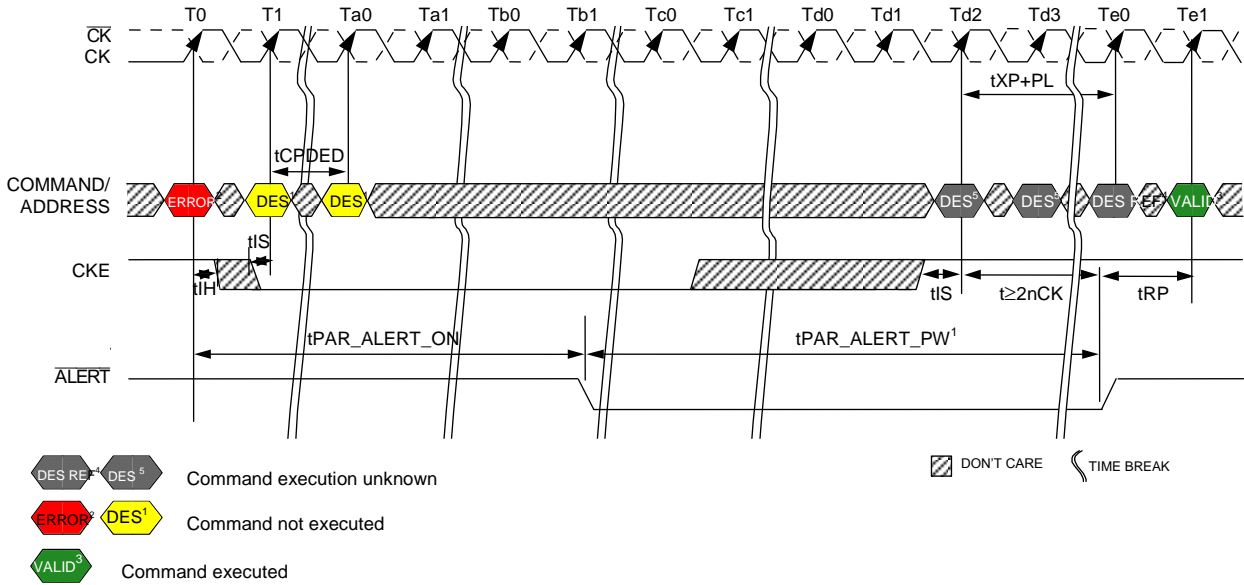 T0 T1 Ta0 Ta1 Tb0 Tb1 Tc0 Tc1 Td0 Td1 Td2 Td3 Te0 Te1
CK
CK
tXP+PL
tCPDED
COMMAND/
ADDRESS
ERROR2 DES1 DES1 DES5 DES5 DES REF4 VALID3
tIS
CKE
tIH
tIS t≥2nCK tRP
tPAR_ALERT_ON tPAR_ALERT_PW1
ALERT
DES REF4 DES 5 Command execution unknown
DON'T CARE TIME BREAK
ERROR2 DES1 Command not executed
VALID3 Command executed